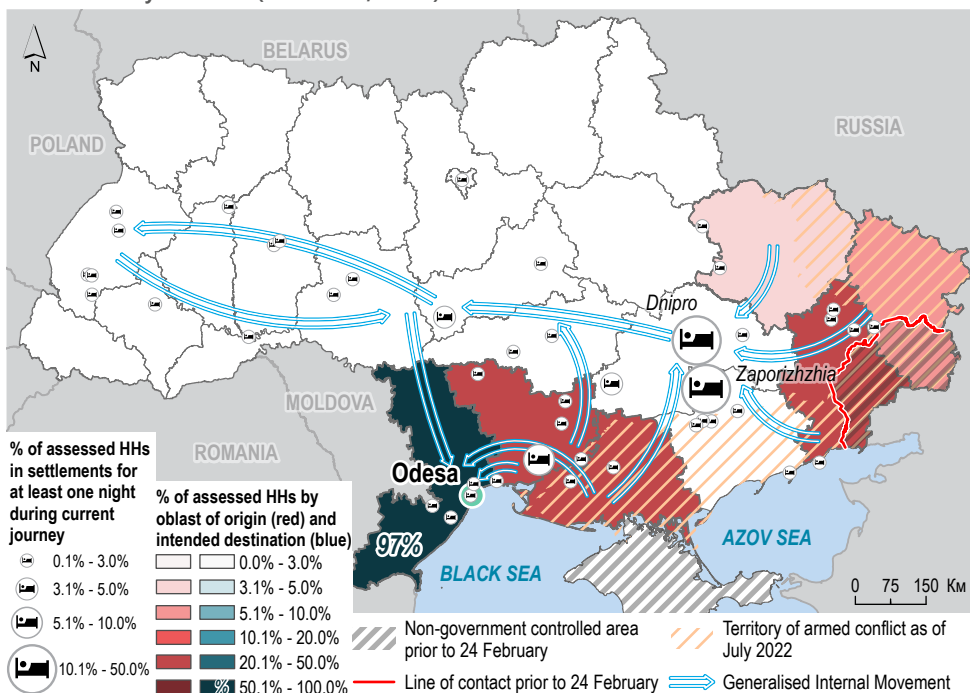 N
BELARUS
POLAND
RUSSIA
Dnipro
Zaporizhzhia
MOLDOVA
ROMANIA
Odesa
97%
BLACK SEA
AZOV SEA
0 75 150 Км
% of assessed HHs
in settlements for
at least one night
during current
journey
0.1% - 3.0%
3.1% - 5.0%
5.1% - 10.0%
10.1% - 50.0%
% of assessed HHs by
oblast of origin (red) and
intended destination (blue)
0.0% - 3.0%
3.1% - 5.0%
5.1% - 10.0%
10.1% - 20.0%
20.1% - 50.0%
% 50.1% - 100.0%
Non-government controlled area
prior to 24 February
Territory of armed conflict as of
July 2022
Line of contact prior to 24 February
Generalised Internal Movement